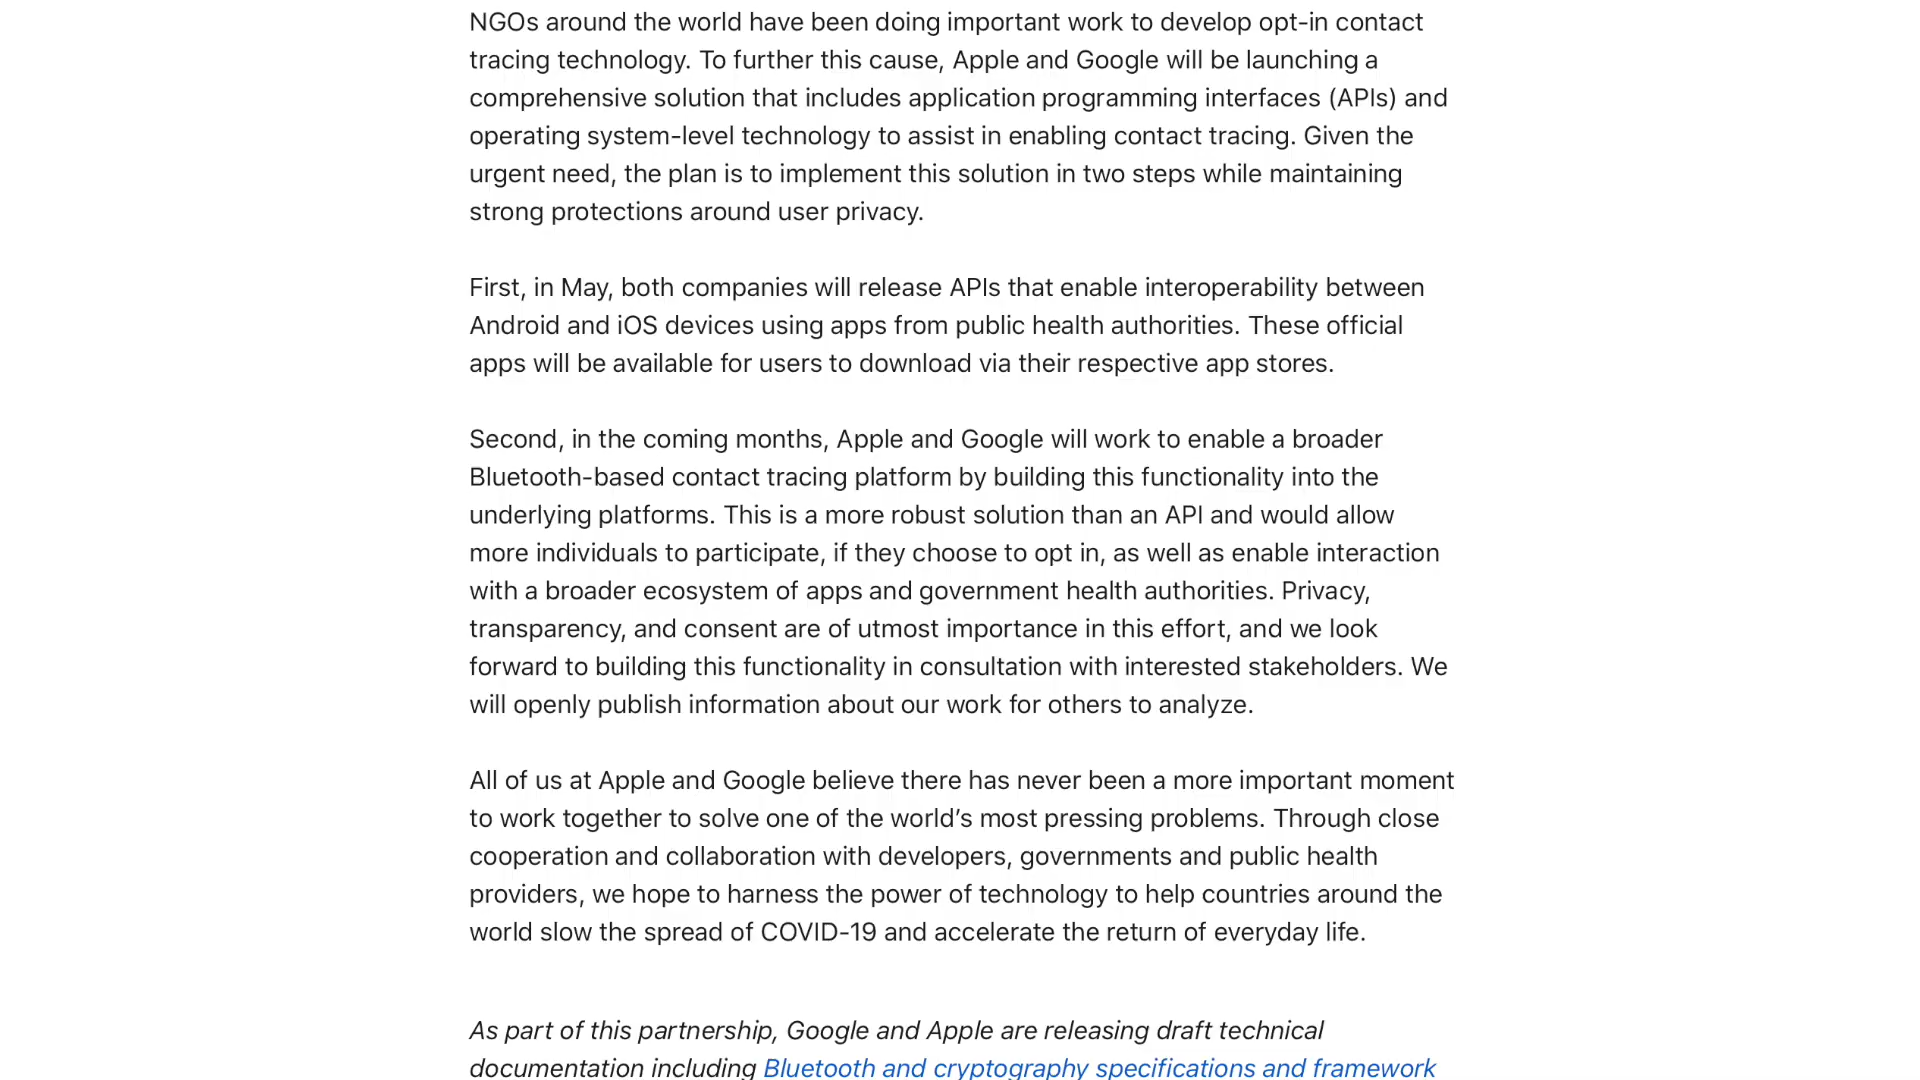 NGOs around the world have been doing important work to develop opt-in contact
tracing technology. To further this cause, Apple and Google will be launching a
comprehensive solution that includes application programming interfaces (APIs) and
operating system-level technology to assist in enabling contact tracing. Given the
urgent need, the plan is to implement this solution in two steps while maintaining
strong protections around user privacy.
First, in May, both companies will release APIs that enable interoperability between
Android and iOS devices using apps from public health authorities. These official
apps will be available for users to download via their respective app stores.
Second, in the coming months, Apple and Google will work to enable a broader
Bluetooth-based contact tracing platform by building this functionality into the
underlying platforms. This is a more robust solution than an API and would allow
more individuals to participate, if they choose to opt in, as well as enable interaction
with a broader ecosystem of apps and government health authorities. Privacy,
transparency, and consent are of utmost importance in this effort, and we look
forward to building this functionality in consultation with interested stakeholders. We
will openly publish information about our work for others to analyze.
All of us at Apple and Google believe there has never been a more important moment
to work together to solve one of the world’s most pressing problems. Through close
cooperation and collaboration with developers, governments and public health
providers, we hope to harness the power of technology to help countries around the
world slow the spread of COVID-19 and accelerate the return of everyday life.
As part of this partnership, Google and Apple are releasing draft technical
documentation including Bluetooth and cryptography specifications and framework